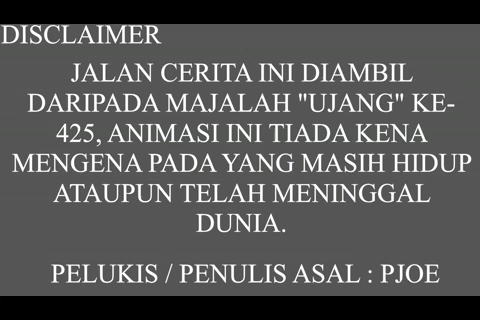 DISCLAIMER
JALAN CERITA INI DIAMBIL
DARIPADA MAJALAH "UJANG" KE-
425, ANIMASI INI TIADA KENA
MENGENA PADA YANG MASIH HIDUP
ATAUPUN TELAH MENINGGAL
DUNIA.
PELUKIS / PENULIS ASAL : PJOE